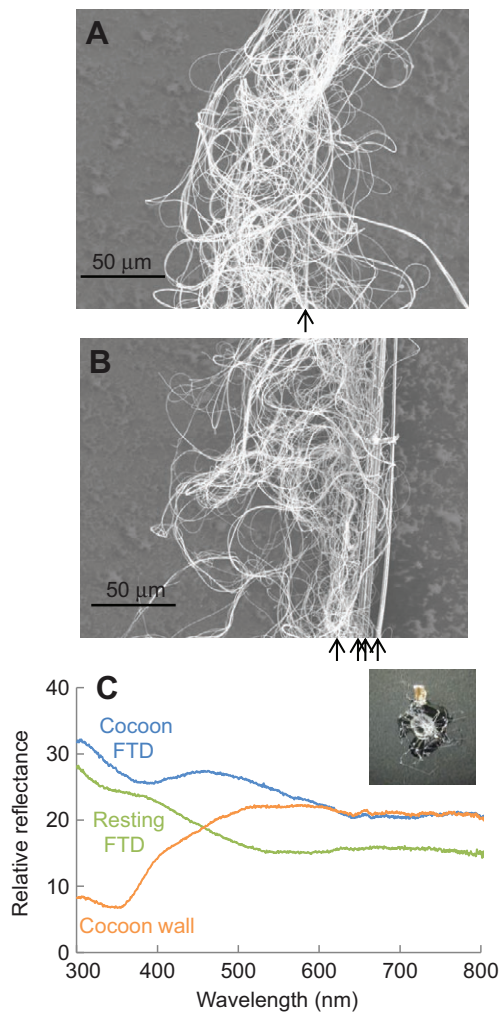 A
50 μm
B
50 μm
C
40
30
20
10
0
Relative reflectance
Cocoon
FTD
Resting
FTD
Cocoon wall
300
400
500
600
700
800
Wavelength (nm)